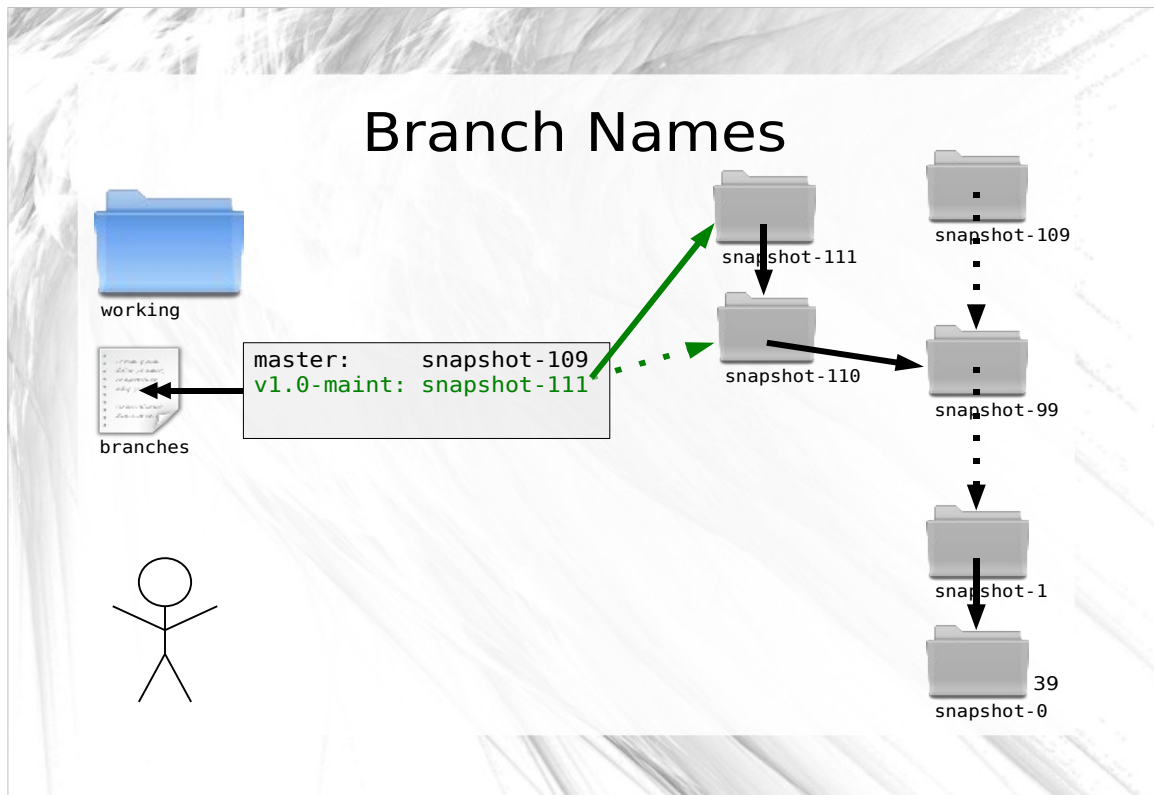 Branch Names
working
branches
master:     snapshot-109
v1.0-maint: snapshot-111
snapshot-111
snapshot-110
snapshot-109
snapshot-99
snapshot-1
snapshot-0
39